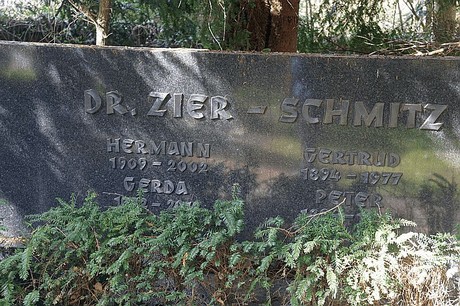 DR. ZIER – SCHMITZ
HERMANN
1909 – 2002
GERDA
GERTRUD
1894 – 1977
PETER